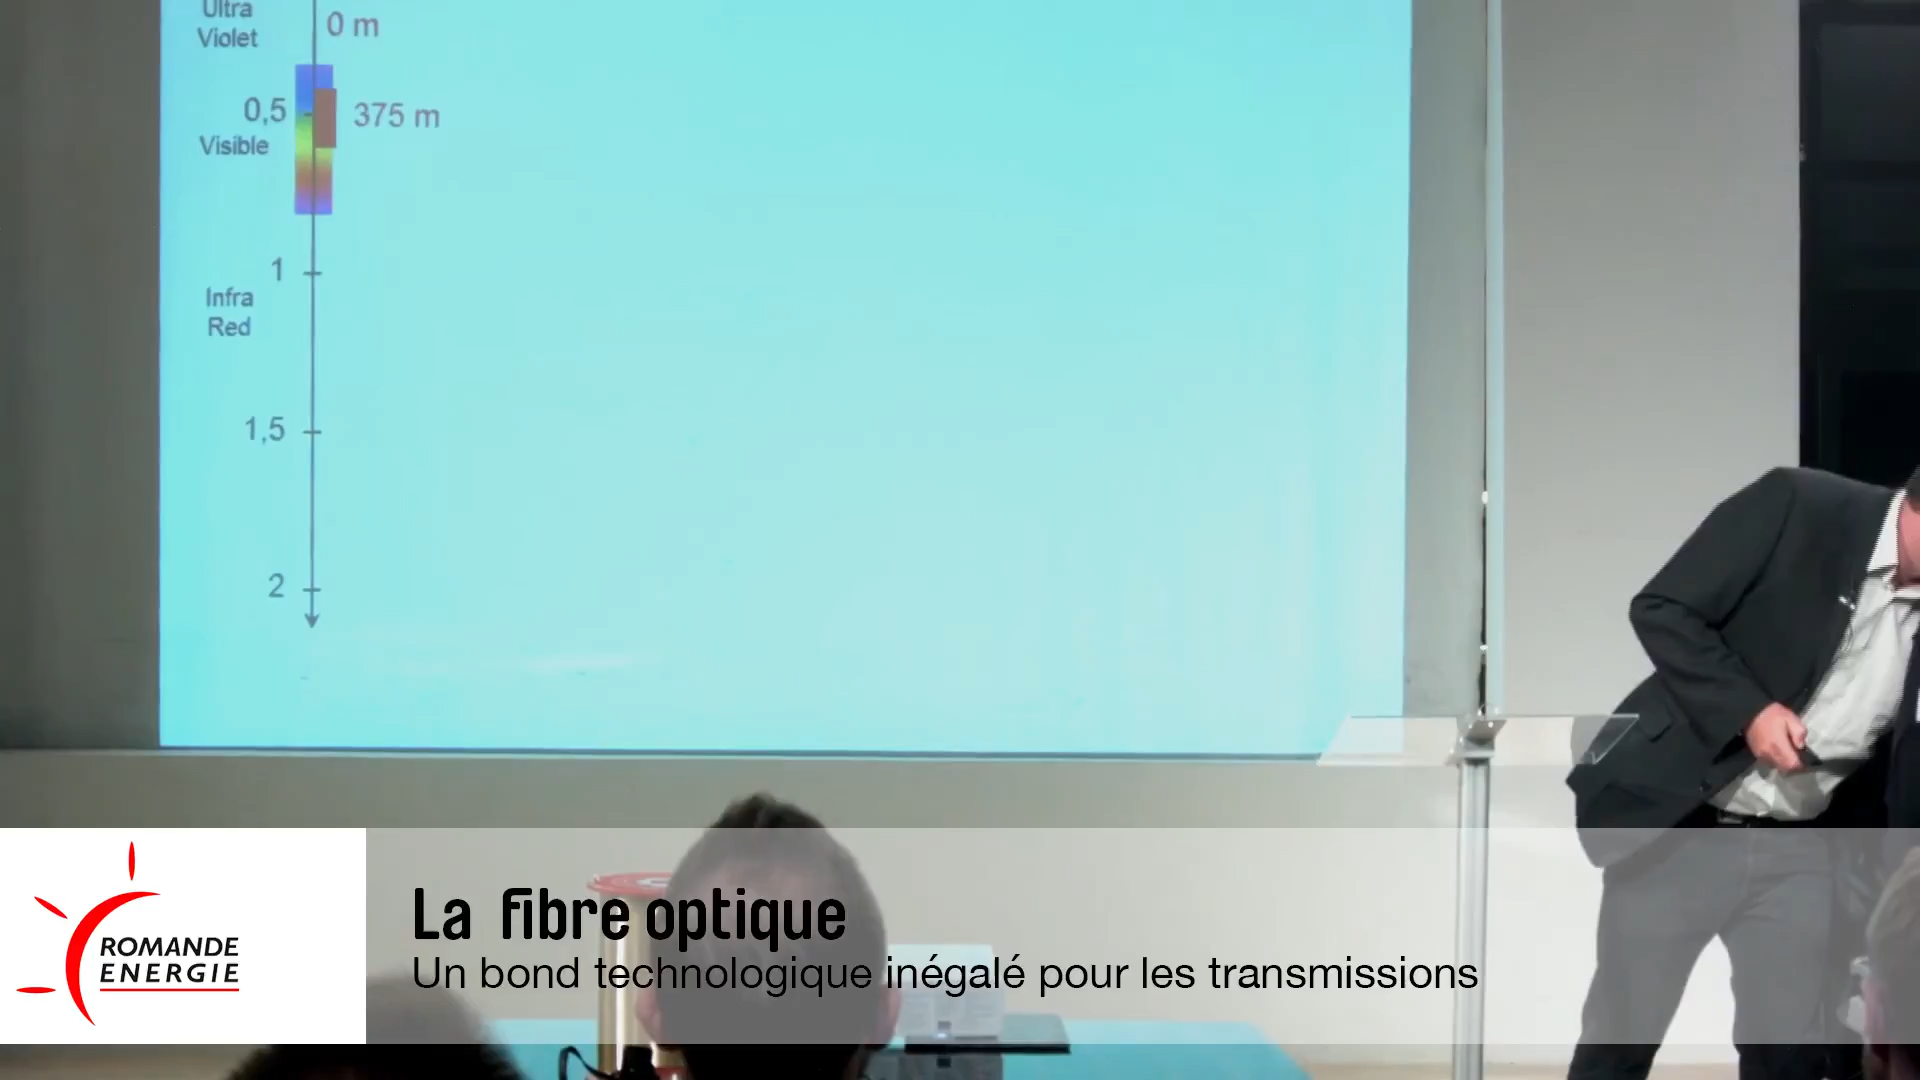 Ultra
Violet
0 m
0,5
375 m
Visible
1
Infra
Red
1,5
2
ROMANDE
ENERGIE
La fibre optique
Un bond technologique inégalé pour les transmissions